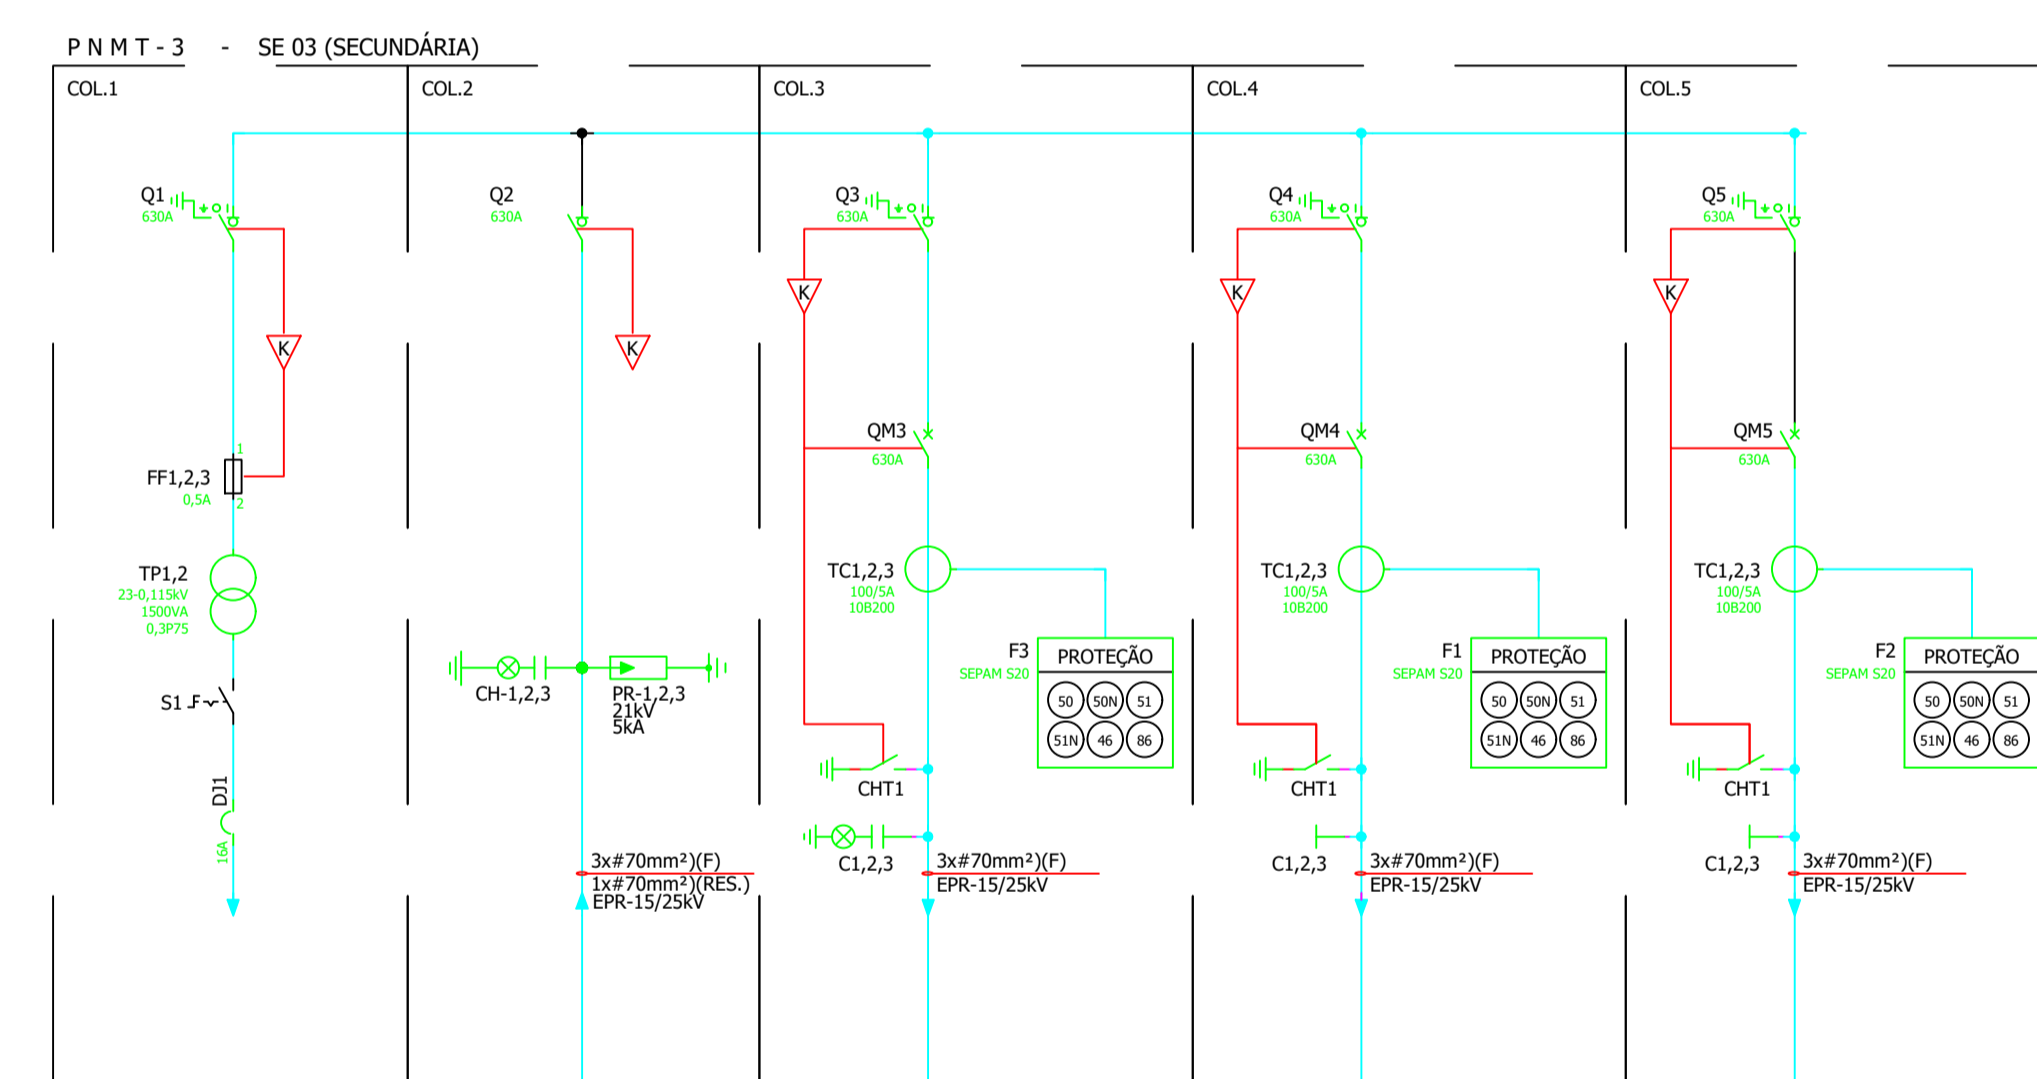 PNMT-3 - SE 03 (SECUNDÁRIA)
COL.1
Q1
630A
K
1
FF1,2,3
0,5A
2
TP1,2
23-0,115kV
1500VA
0,3P75
S1
DJ1
16A
COL.2
Q2
630A
K
CH-1,2,3
PR-1,2,3
21kV
5kA
3x#70mm²)(F)
1x#70mm²)(RES.)
EPR-15/25kV
COL.3
Q3
630A
K
QM3
630A
TC1,2,3
100/5A
10B200
F3
SEPAM S20
PROTEÇÃO
50 50N 51
51N 46 86
CHT1
C1,2,3
3x#70mm²)(F)
EPR-15/25kV
COL.4
Q4
630A
K
QM4
630A
TC1,2,3
100/5A
10B200
F1
SEPAM S20
PROTEÇÃO
50 50N 51
51N 46 86
CHT1
C1,2,3
3x#70mm²)(F)
EPR-15/25kV
COL.5
Q5
630A
K
QM5
630A
TC1,2,3
100/5A
10B200
F2
SEPAM S20
PROTEÇÃO
50 50N 51
51N 46 86
CHT1
C1,2,3
3x#70mm²)(F)
EPR-15/25kV